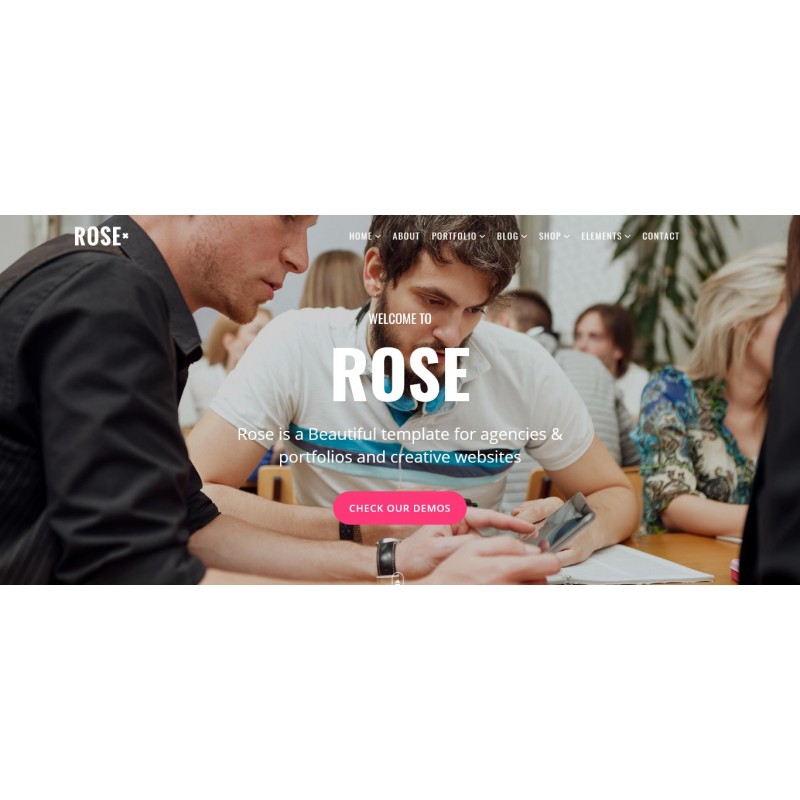 ROSE
HOME ABOUT PORTFOLIO BLOG SHOP ELEMENTS CONTACT
WELCOME TO
ROSE
Rose is a Beautiful template for agencies &
portfolios and creative websites
CHECK OUR DEMOS